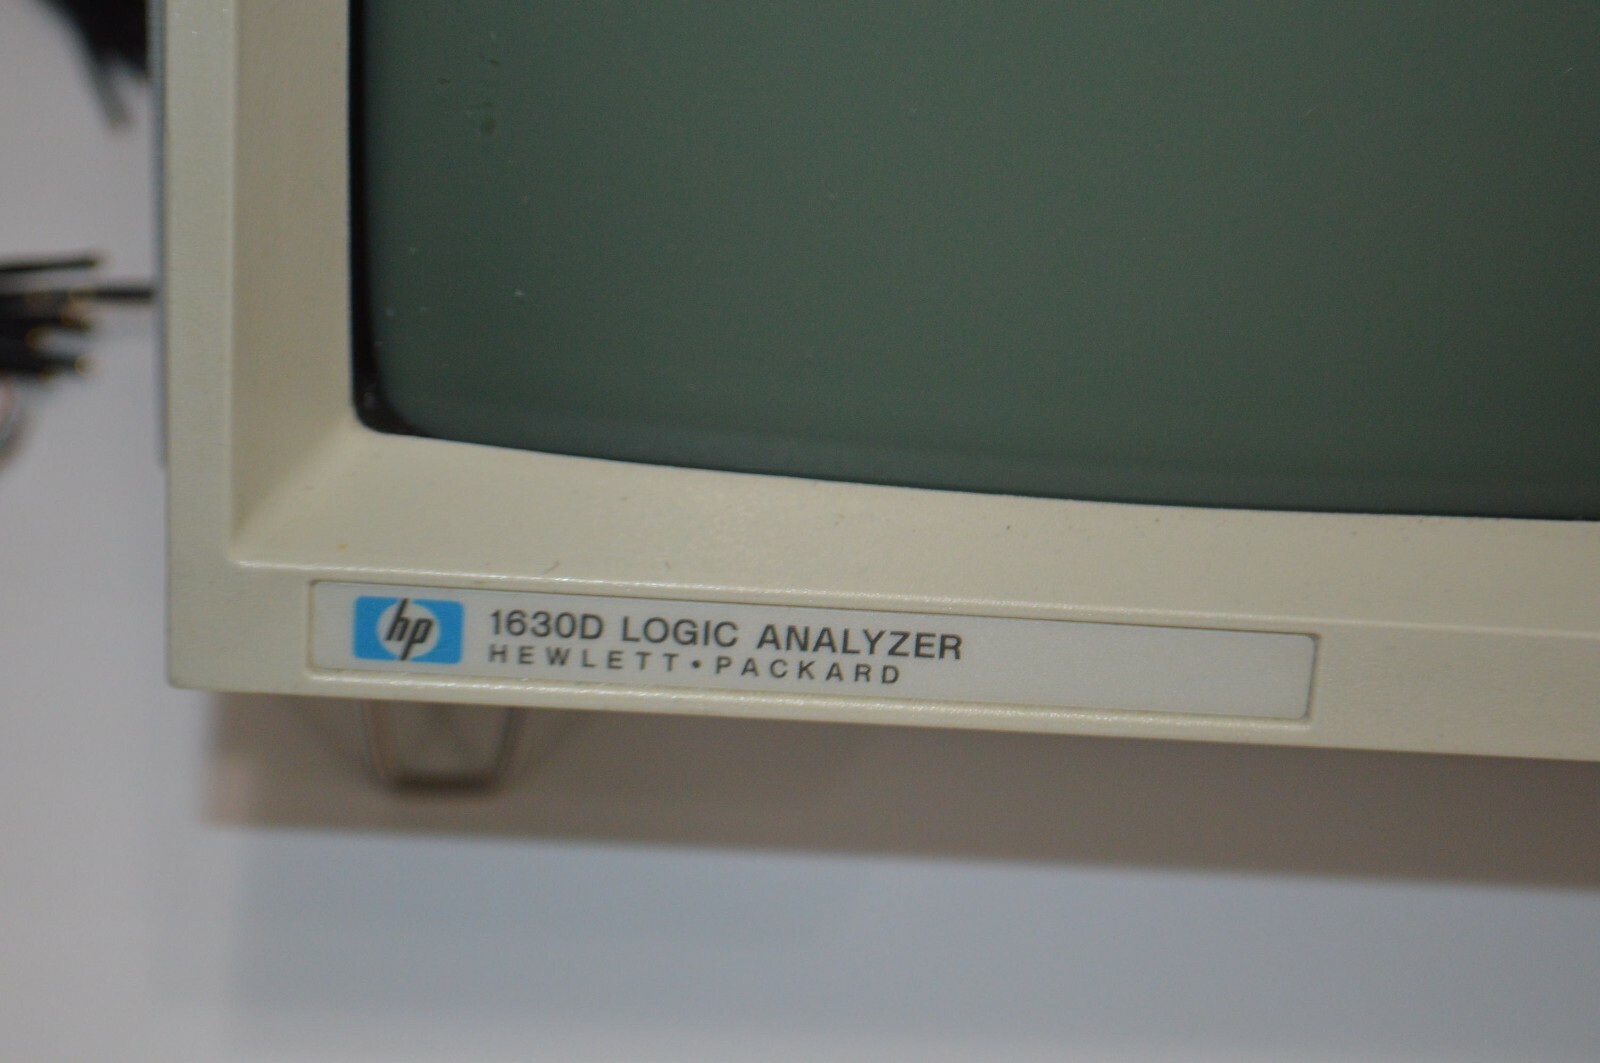 hp
1630D LOGIC ANALYZER
HEWLETT•PACKARD